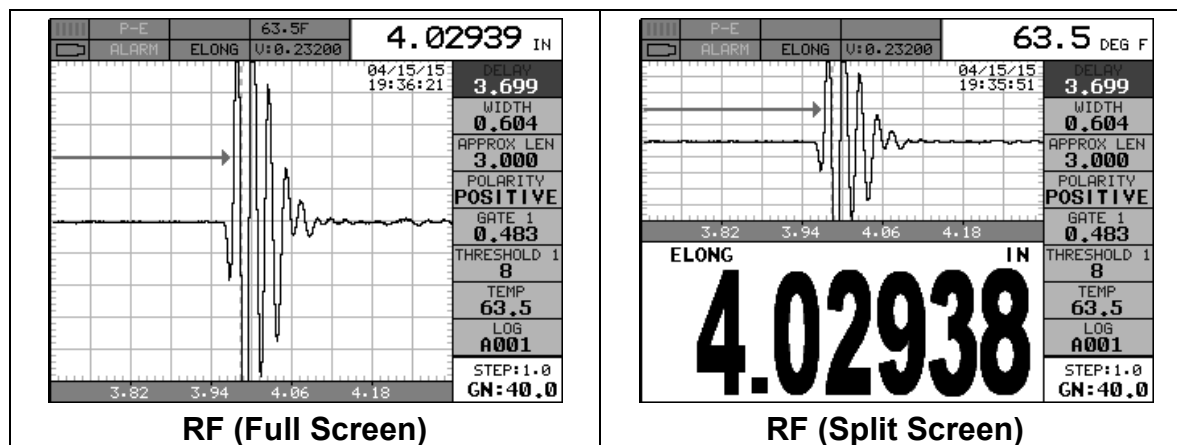 P-E 63.5F
ALARM ELONG V:0.23200
4.02939 IN
04/15/15
19:36:21
DELAY
3.699
WIDTH
0.604
APPROX LEN
3.000
POLARITY
POSITIVE
GATE 1
0.483
THRESHOLD 1
8
TEMP
63.5
LOG
A001
STEP:1.0
GN:40.0
3.82 3.94 4.06 4.18
RF (Full Screen)
P-E
ALARM ELONG V:0.23200
63.5 DEG F
04/15/15
19:35:51
DELAY
3.699
WIDTH
0.604
APPROX LEN
3.000
POLARITY
POSITIVE
GATE 1
0.483
THRESHOLD 1
8
TEMP
63.5
LOG
A001
STEP:1.0
GN:40.0
3.82 3.94 4.06 4.18
ELONG IN
4.02938
RF (Split Screen)